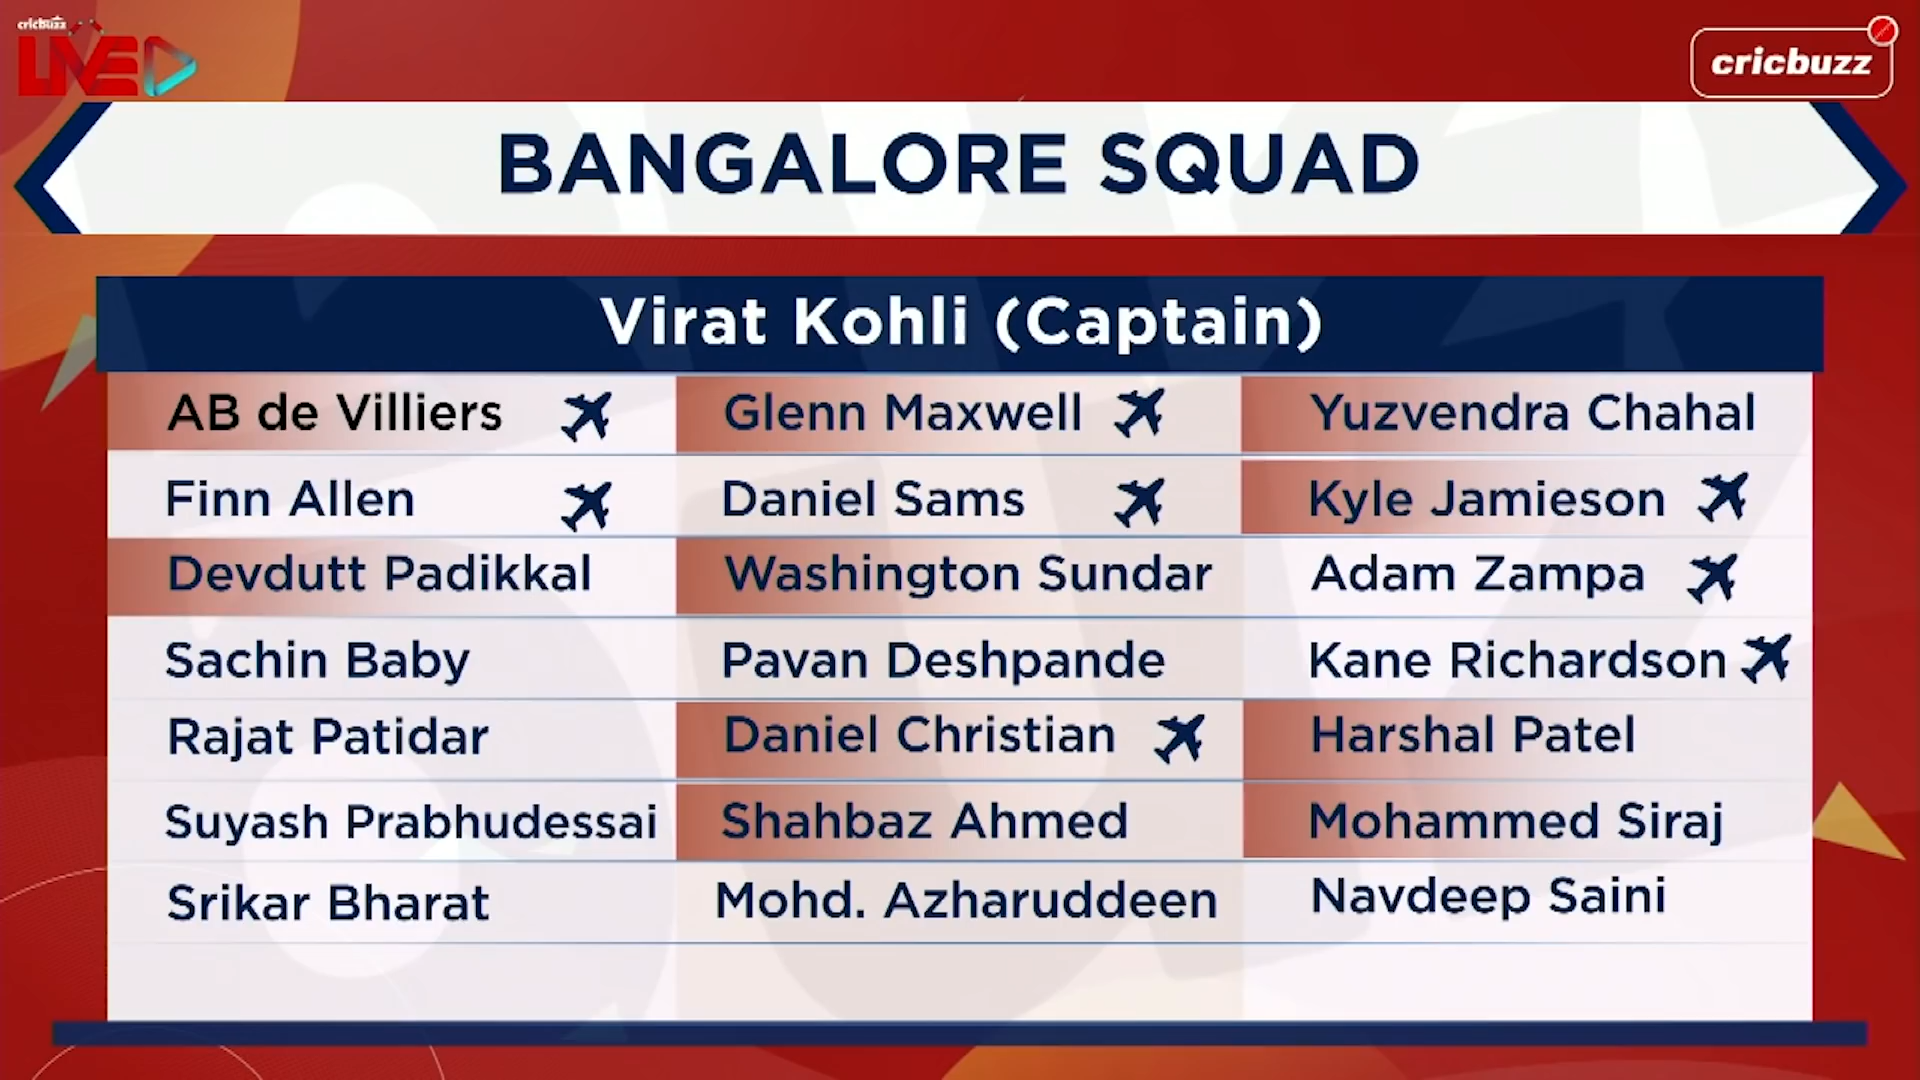 cricbuzz
LIVE
cricbuzz
BANGALORE SQUAD
Virat Kohli (Captain)
AB de Villiers
Glenn Maxwell
Yuzvendra Chahal
Finn Allen
Daniel Sams
Kyle Jamieson
Devdutt Padikkal
Washington Sundar
Adam Zampa
Sachin Baby
Pavan Deshpande
Kane Richardson
Rajat Patidar
Daniel Christian
Harshal Patel
Suyash Prabhudessai
Shahbaz Ahmed
Mohammed Siraj
Srikar Bharat
Mohd. Azharuddeen
Navdeep Saini